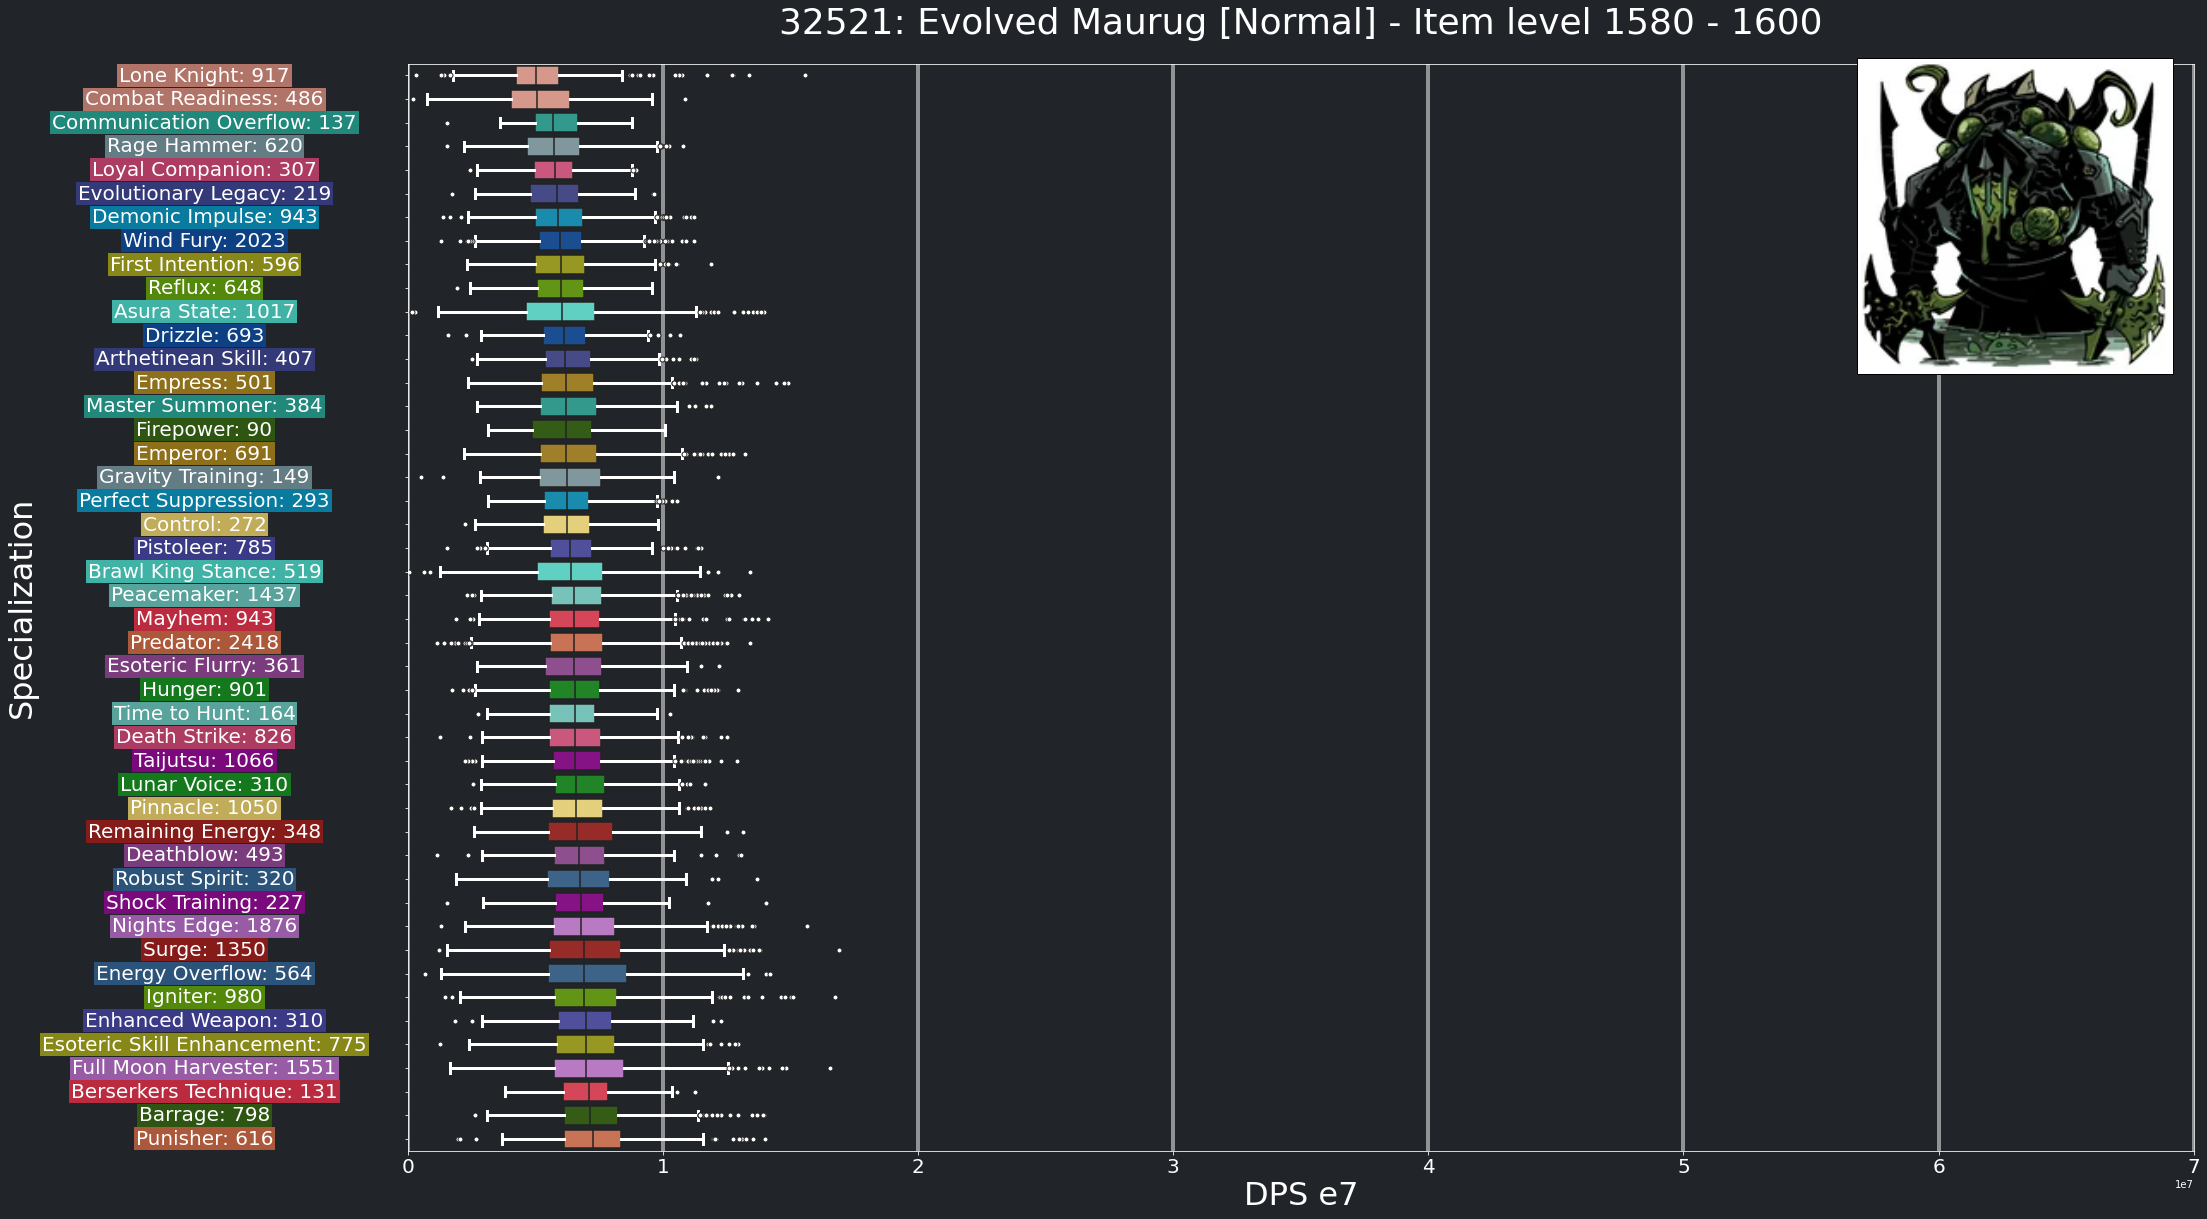 32521: Evolved Maurug [Normal] - Item level 1580 - 1600
Specialization
Lone Knight: 917
Combat Readiness: 486
Communication Overflow: 137
Rage Hammer: 620
Loyal Companion: 307
Evolutionary Legacy: 219
Demonic Impulse: 943
Wind Fury: 2023
First Intention: 596
Reflux: 648
Asura State: 1017
Drizzle: 693
Arthetinean Skill: 407
Empress: 501
Master Summoner: 384
Firepower: 90
Emperor: 691
Gravity Training: 149
Perfect Suppression: 293
Control: 272
Pistoleer: 785
Brawl King Stance: 519
Peacemaker: 1437
Mayhem: 943
Predator: 2418
Esoteric Flurry: 361
Hunger: 901
Time to Hunt: 164
Death Strike: 826
Taijutsu: 1066
Lunar Voice: 310
Pinnacle: 1050
Remaining Energy: 348
Deathblow: 493
Robust Spirit: 320
Shock Training: 227
Nights Edge: 1876
Surge: 1350
Energy Overflow: 564
Igniter: 980
Enhanced Weapon: 310
Esoteric Skill Enhancement: 775
Full Moon Harvester: 1551
Berserkers Technique: 131
Barrage: 798
Punisher: 616
0 1 2 3 4 5 6 7
1e7
DPS e7